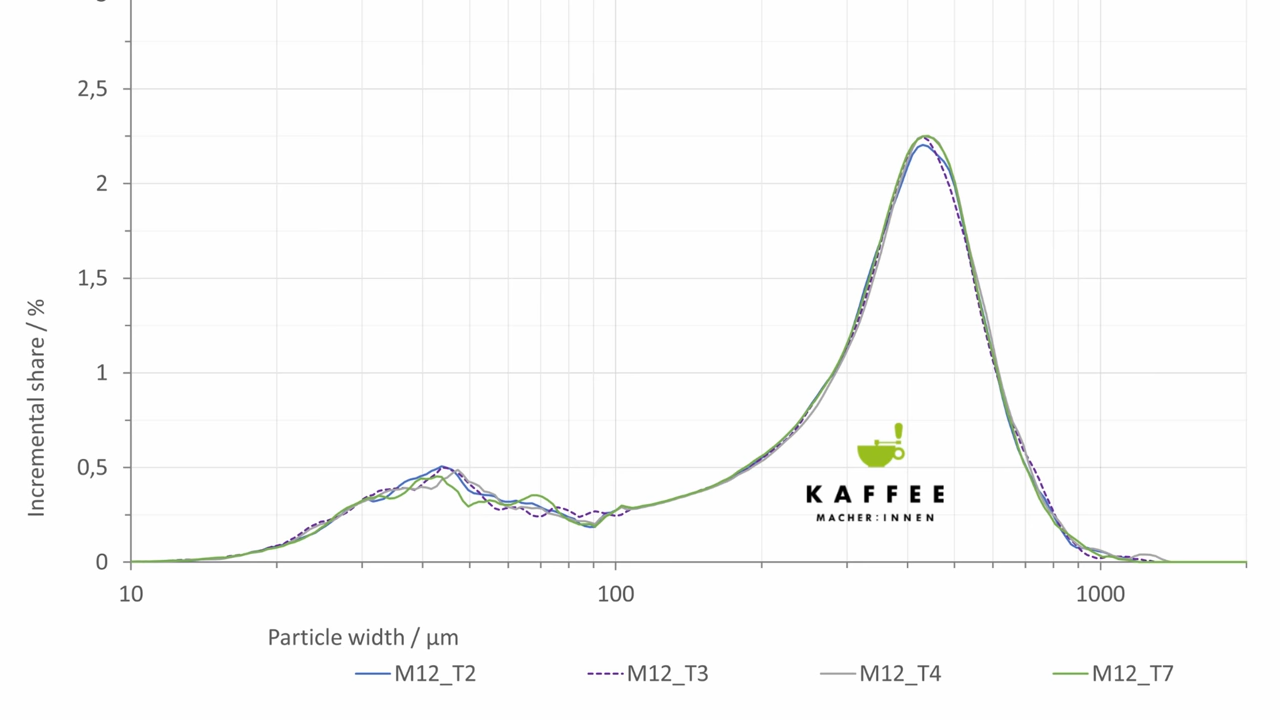 2,5
2
1,5
1
0,5
0
Incremental share / %
10 100 1000
Particle width / µm
KAFFEE
MACHER:INNEN
M12_T2 M12_T3 M12_T4 M12_T7